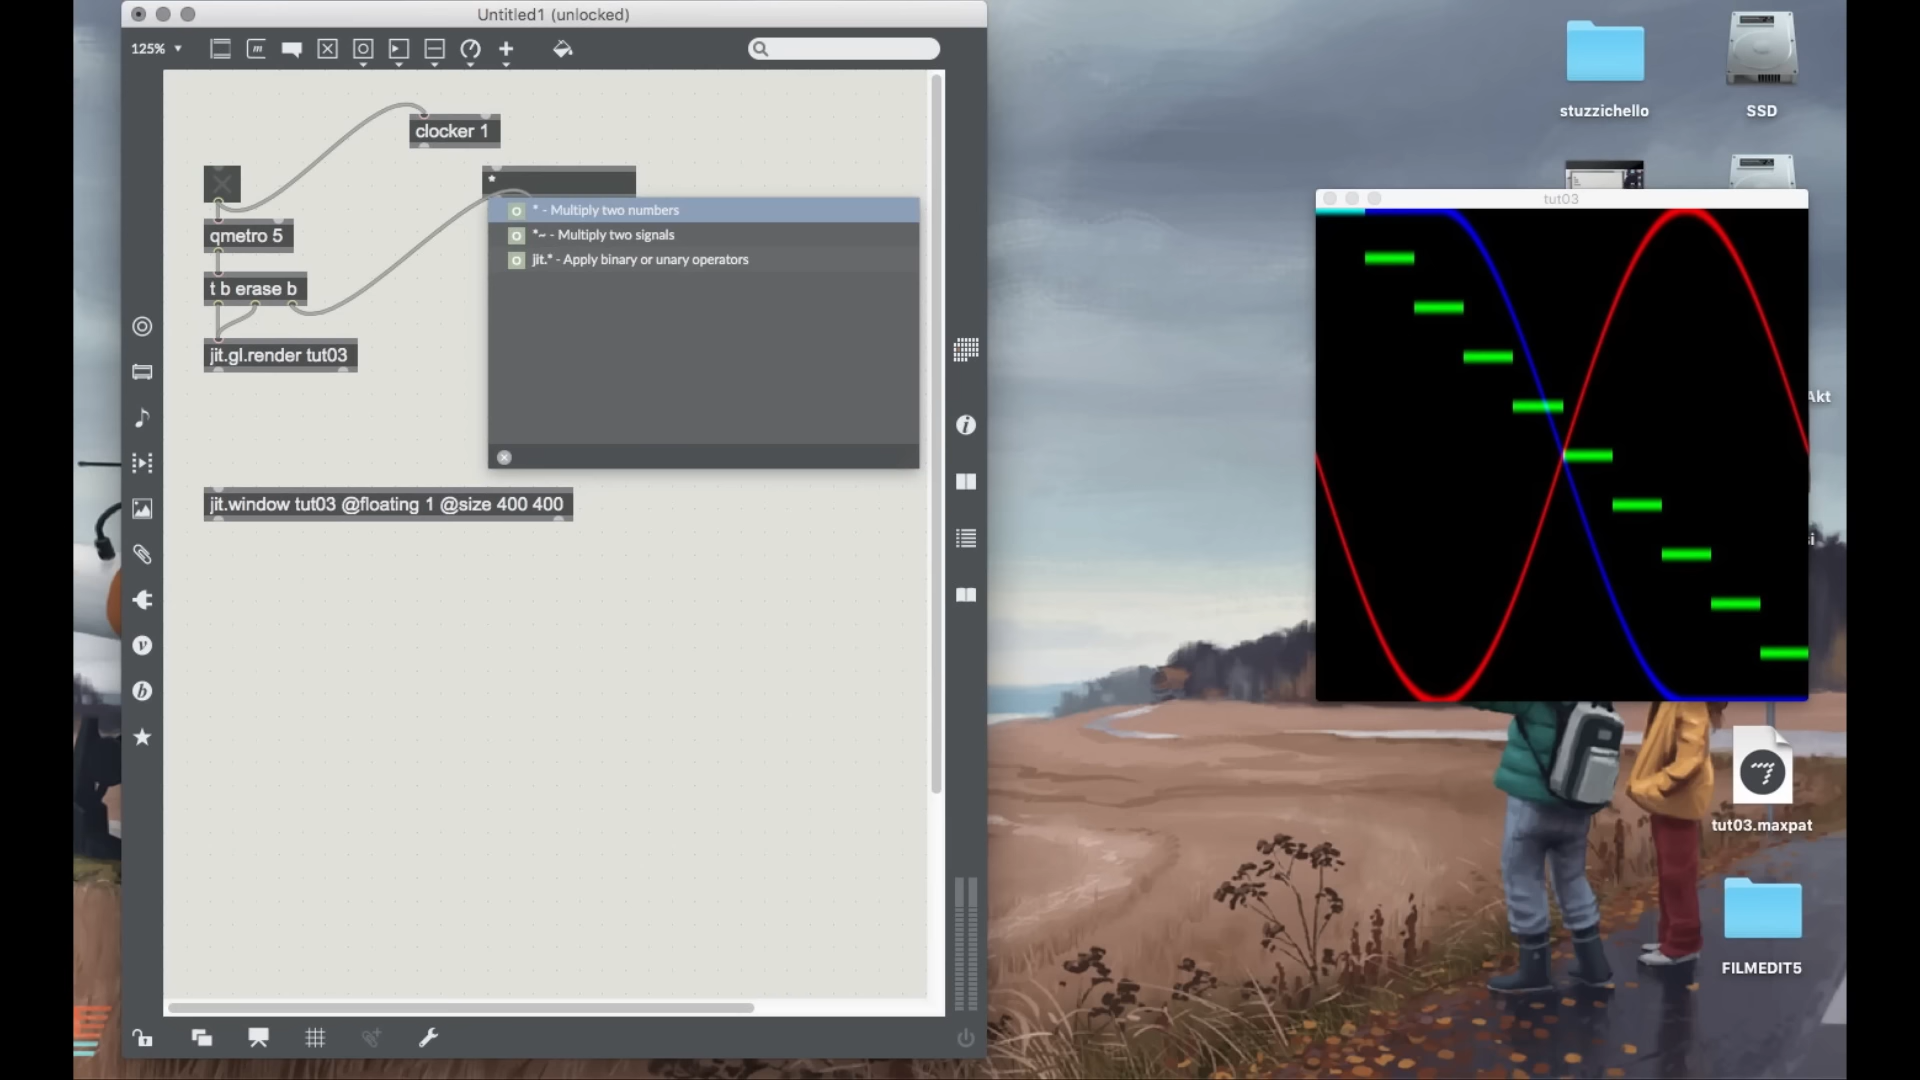 Untitled1 (unlocked)
125%
clocker 1
*
* - Multiply two numbers
*~ - Multiply two signals
jit.* - Apply binary or unary operators
qmetro 5
t b erase b
jit.gl.render tut03
jit.window tut03 @floating 1 @size 400 400
stuzzichello
SSD
tut03
Akt
si
tut03.maxpat
FILMEDIT5